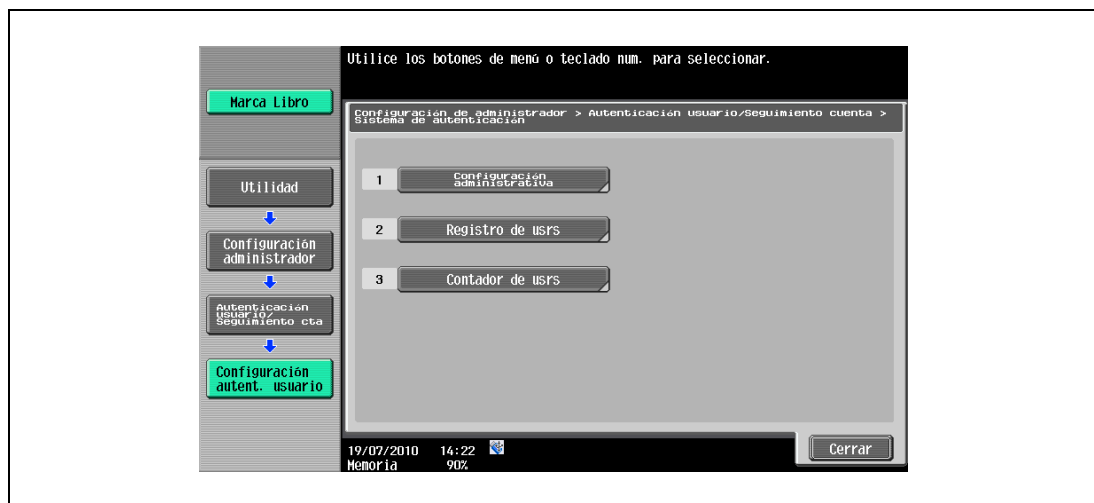 Utilice los botones de menú o teclado num. para seleccionar.
Marca Libro
Configuración de administrador > Autenticación usuario/Seguimiento cuenta >
Sistema de autenticación
Utilidad
Configuración
administrador
Autenticación
usuario/
Seguimiento cta
Configuración
autent. usuario
1 Configuración
administrativa
2 Registro de usrs
3 Contador de usrs
19/07/2010 14:22
Memoria 90%
Cerrar